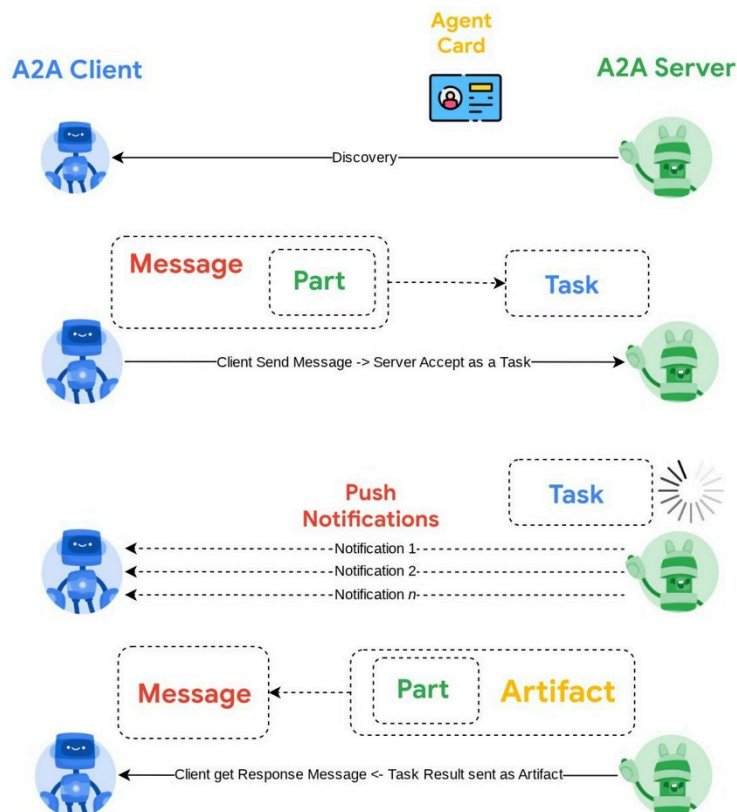 Agent
Card
A2A Client
A2A Server
Discovery
Message
Part
Task
Client Send Message -> Server Accept as a Task
Task
Push
Notifications
Notification 1
Notification 2
Notification n
Message
Part
Artifact
Client get Response Message <- Task Result sent as Artifact